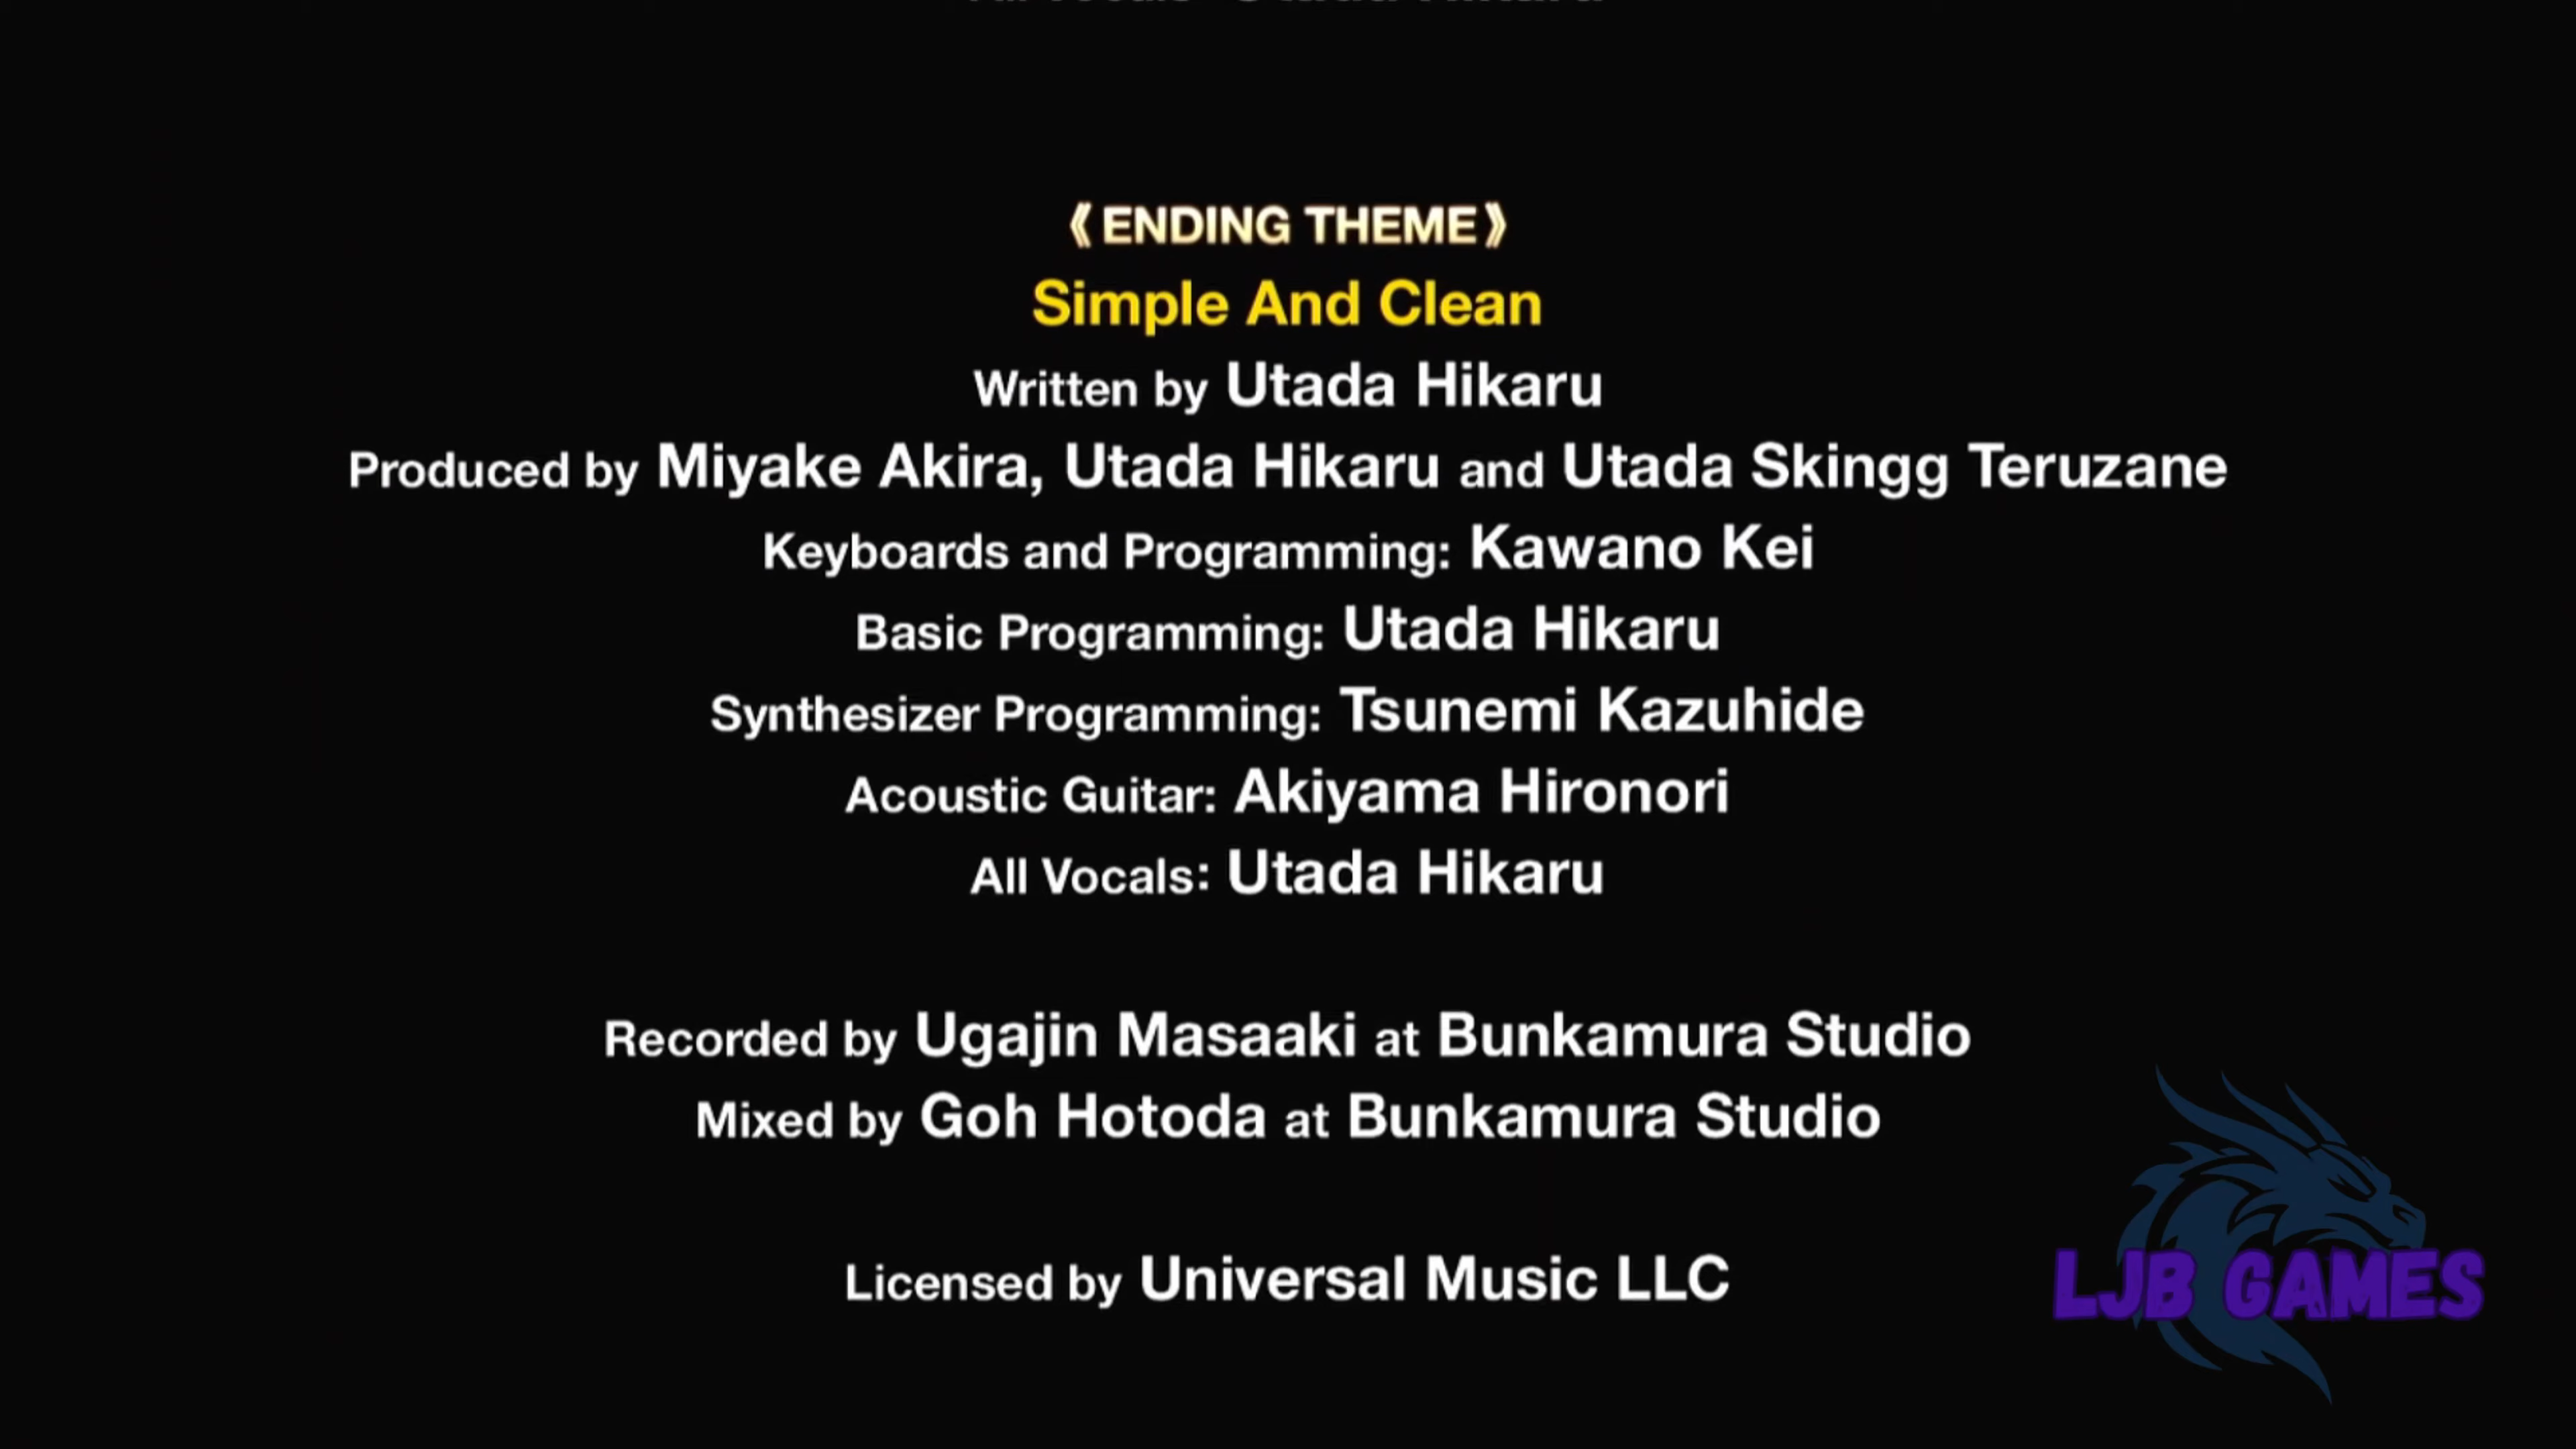 《ENDING THEME》
Simple And Clean
Written by Utada Hikaru
Produced by Miyake Akira, Utada Hikaru and Utada Skingg Teruzane
Keyboards and Programming: Kawano Kei
Basic Programming: Utada Hikaru
Synthesizer Programming: Tsunemi Kazuhide
Acoustic Guitar: Akiyama Hironori
All Vocals: Utada Hikaru
Recorded by Ugajin Masaaki at Bunkamura Studio
Mixed by Goh Hotoda at Bunkamura Studio
Licensed by Universal Music LLC
LJB GAMES